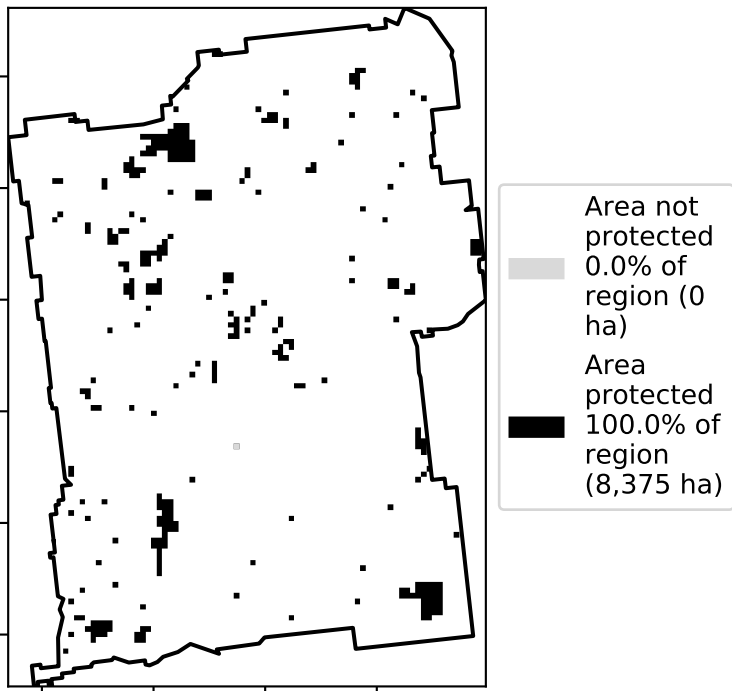 Area not
protected
0.0% of
region (0
ha)
Area
protected
100.0% of
region
(8,375 ha)